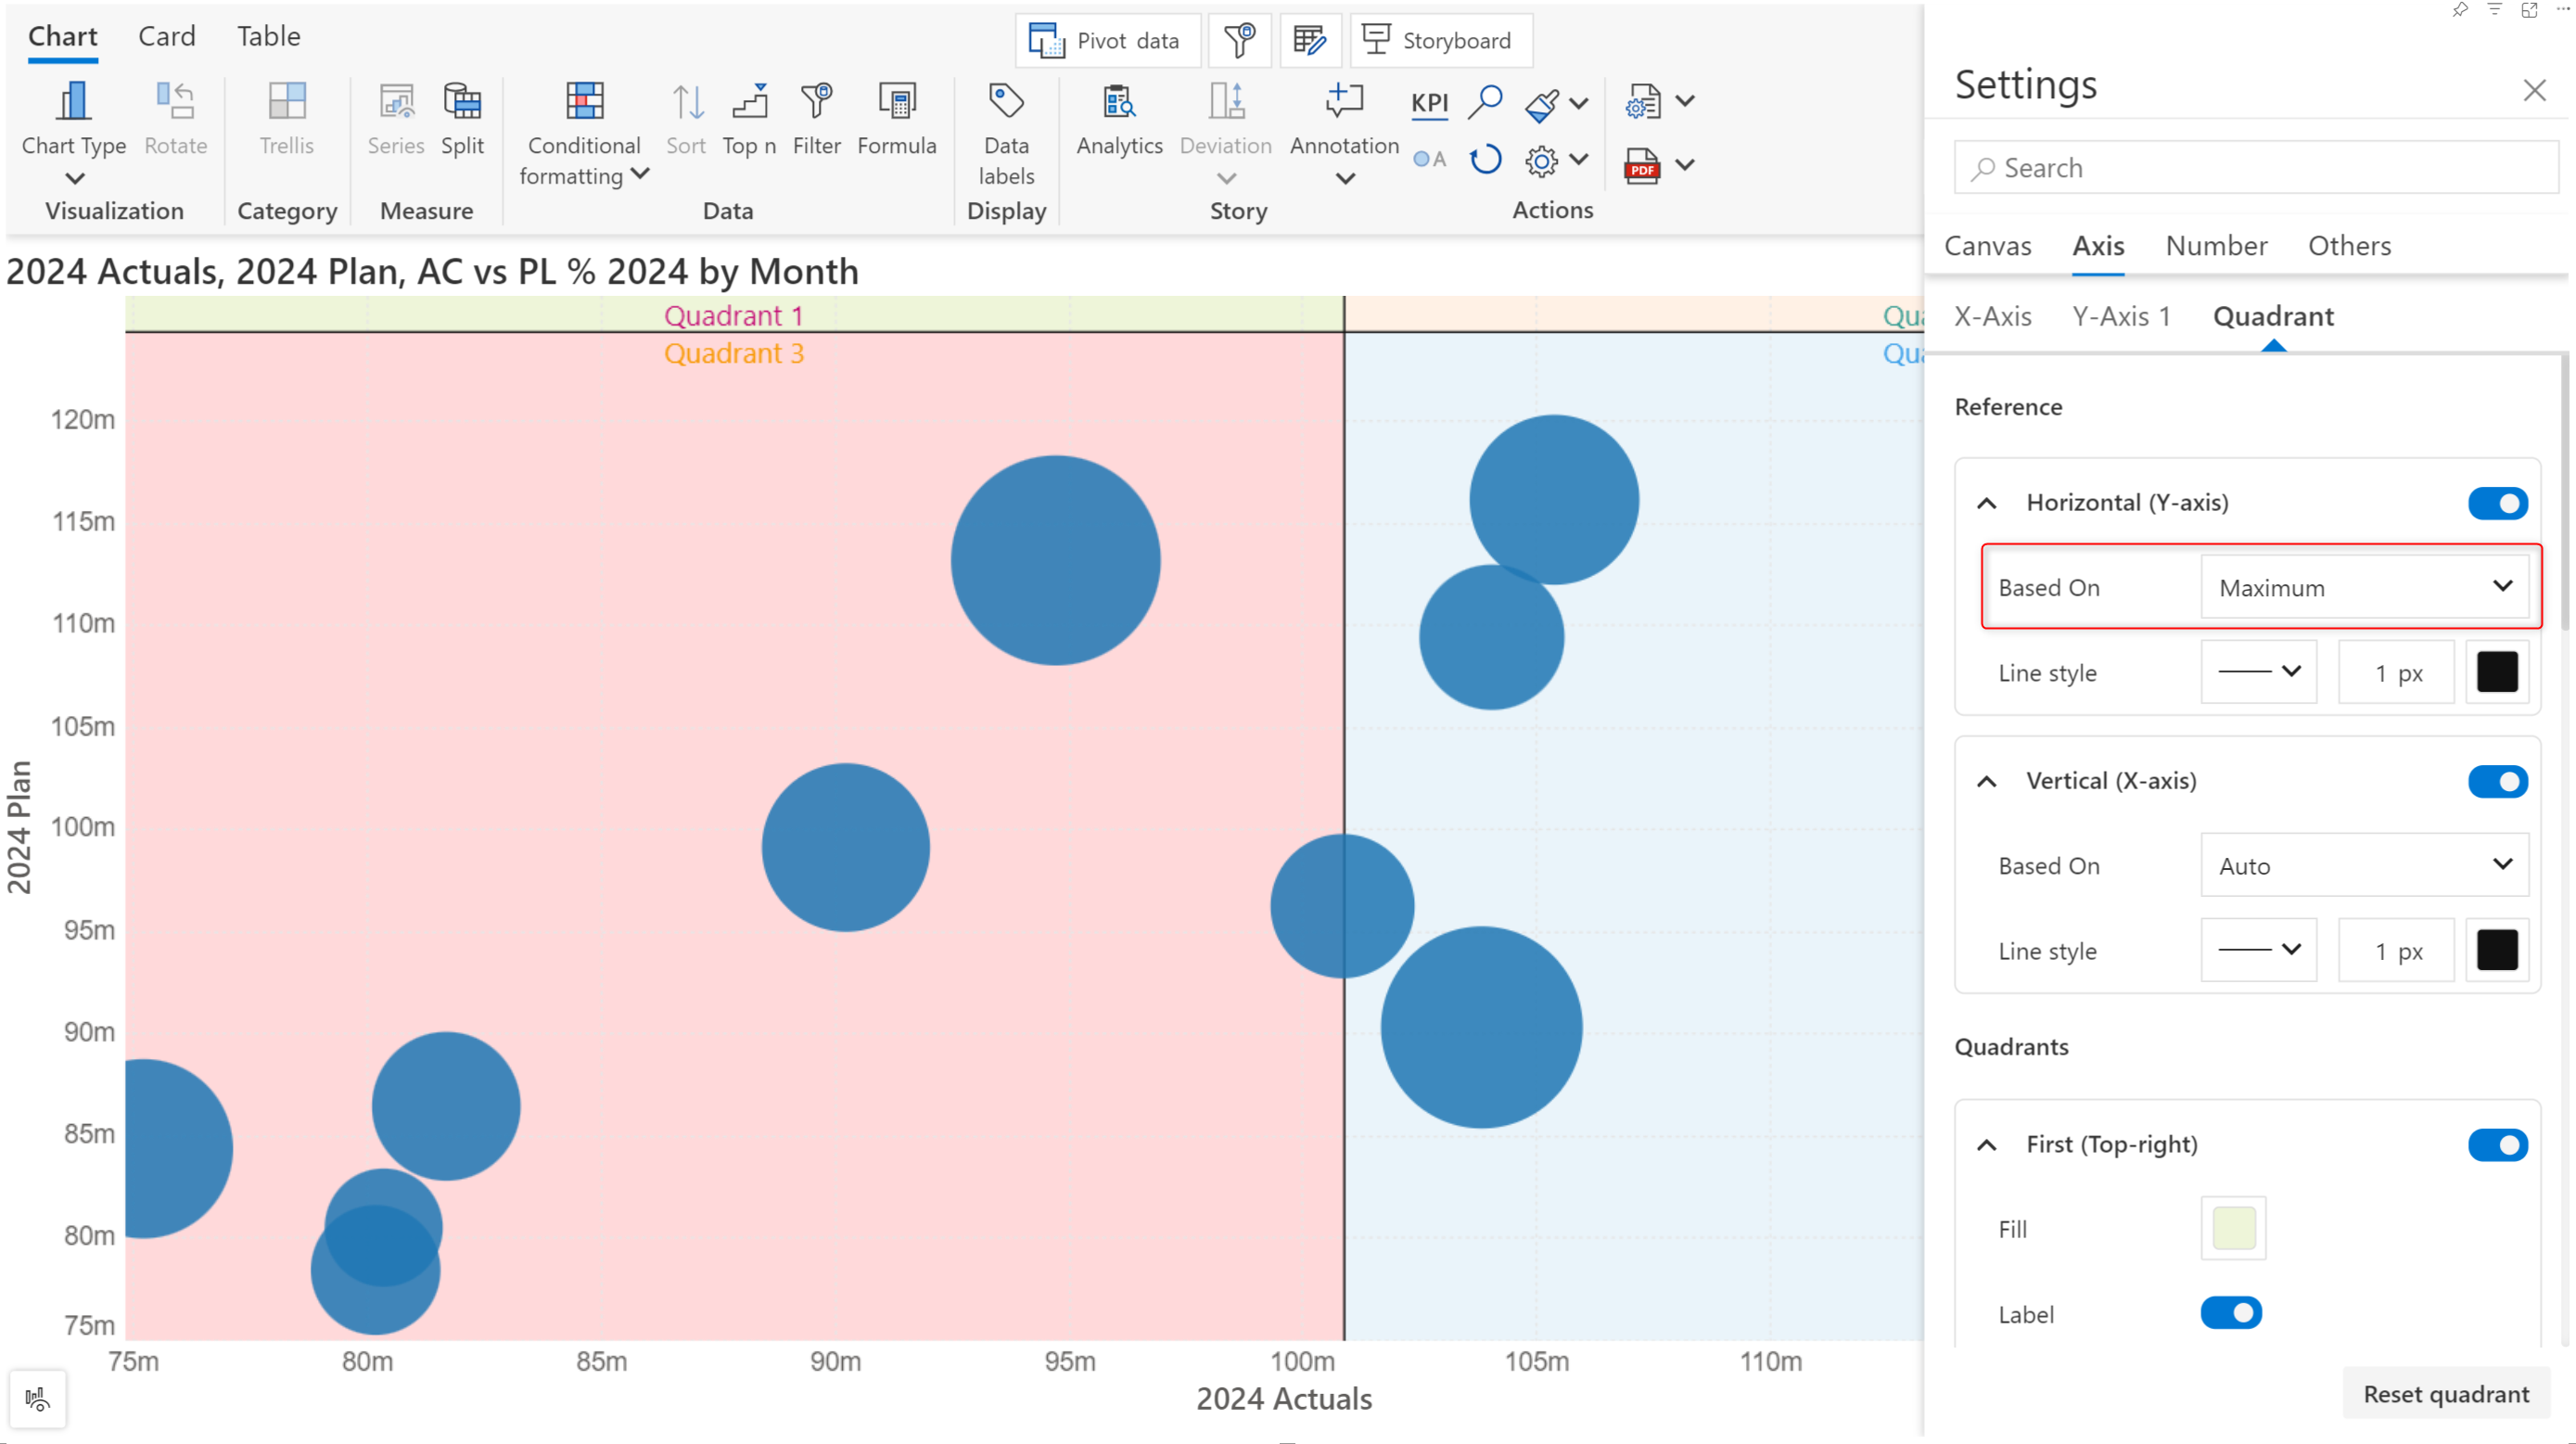 Chart Card Table
Pivot data
Storyboard
Chart Type
Rotate
Visualization
Trellis
Category
Series
Split
Measure
Conditional formatting
Sort
Top n
Filter
Formula
Data
Data labels
Display
Analytics
Deviation
Annotation
Story
KPI
A
PDF
Actions
2024 Actuals, 2024 Plan, AC vs PL % 2024 by Month
Quadrant 1
Qua
Quadrant 3
Qua
120m
115m
110m
105m
100m
95m
90m
85m
80m
75m
2024 Plan
75m 80m 85m 90m 95m 100m 105m 110m
2024 Actuals
Settings
Search
Canvas Axis Number Others
X-Axis Y-Axis 1 Quadrant
Reference
Horizontal (Y-axis)
Based On Maximum
Line style 1 px
Vertical (X-axis)
Based On Auto
Line style 1 px
Quadrants
First (Top-right)
Fill
Label
Reset quadrant